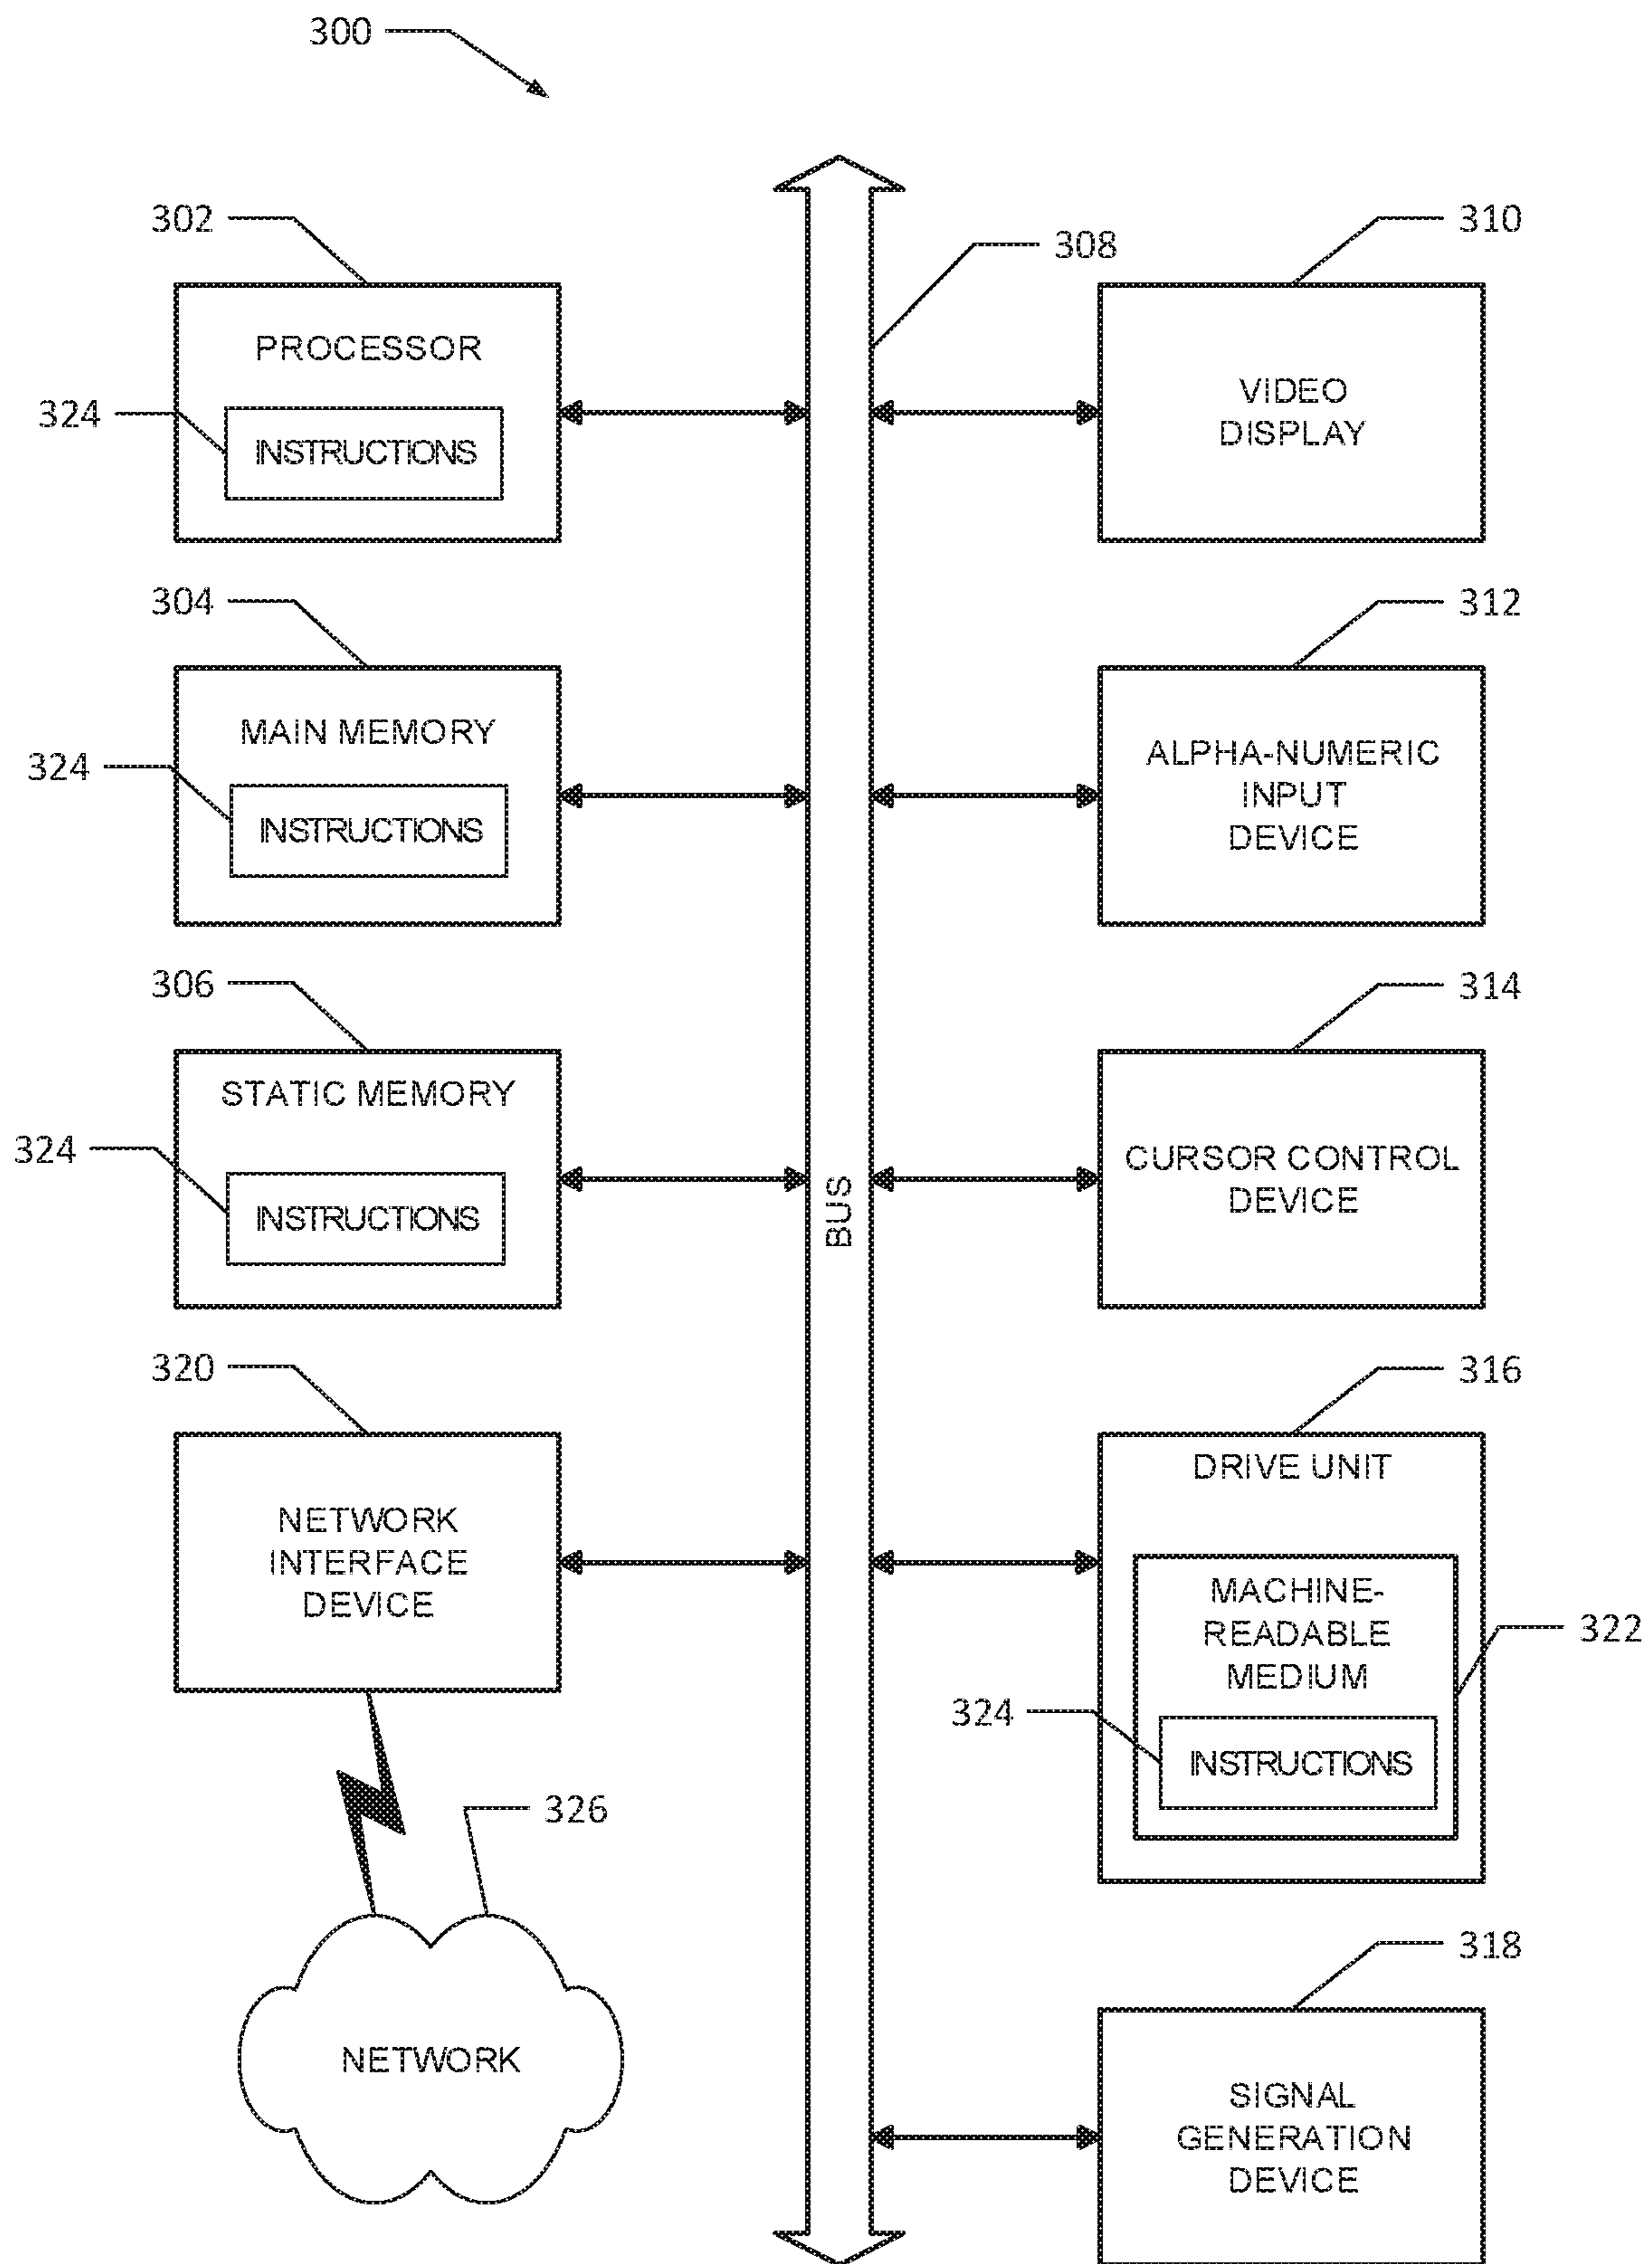 300
302
PROCESSOR
324
INSTRUCTIONS
304
MAIN MEMORY
324
INSTRUCTIONS
306
STATIC MEMORY
324
INSTRUCTIONS
320
NETWORK
INTERFACE
DEVICE
326
NETWORK
308
BUS
310
VIDEO
DISPLAY
312
ALPHA-NUMERIC
INPUT
DEVICE
314
CURSOR CONTROL
DEVICE
316
DRIVE UNIT
322
MACHINE-
READABLE
MEDIUM
324
INSTRUCTIONS
318
SIGNAL
GENERATION
DEVICE